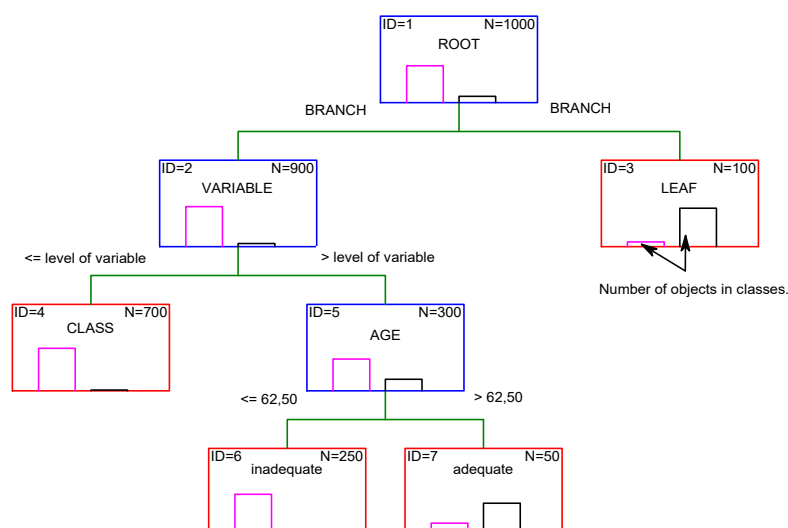 ID=1 N=1000
ROOT
BRANCH BRANCH
ID=2 N=900
VARIABLE
ID=3 N=100
LEAF
<= level of variable > level of variable
Number of objects in classes.
ID=4 N=700
CLASS
ID=5 N=300
AGE
<= 62,50 > 62,50
ID=6 N=250
inadequate
ID=7 N=50
adequate